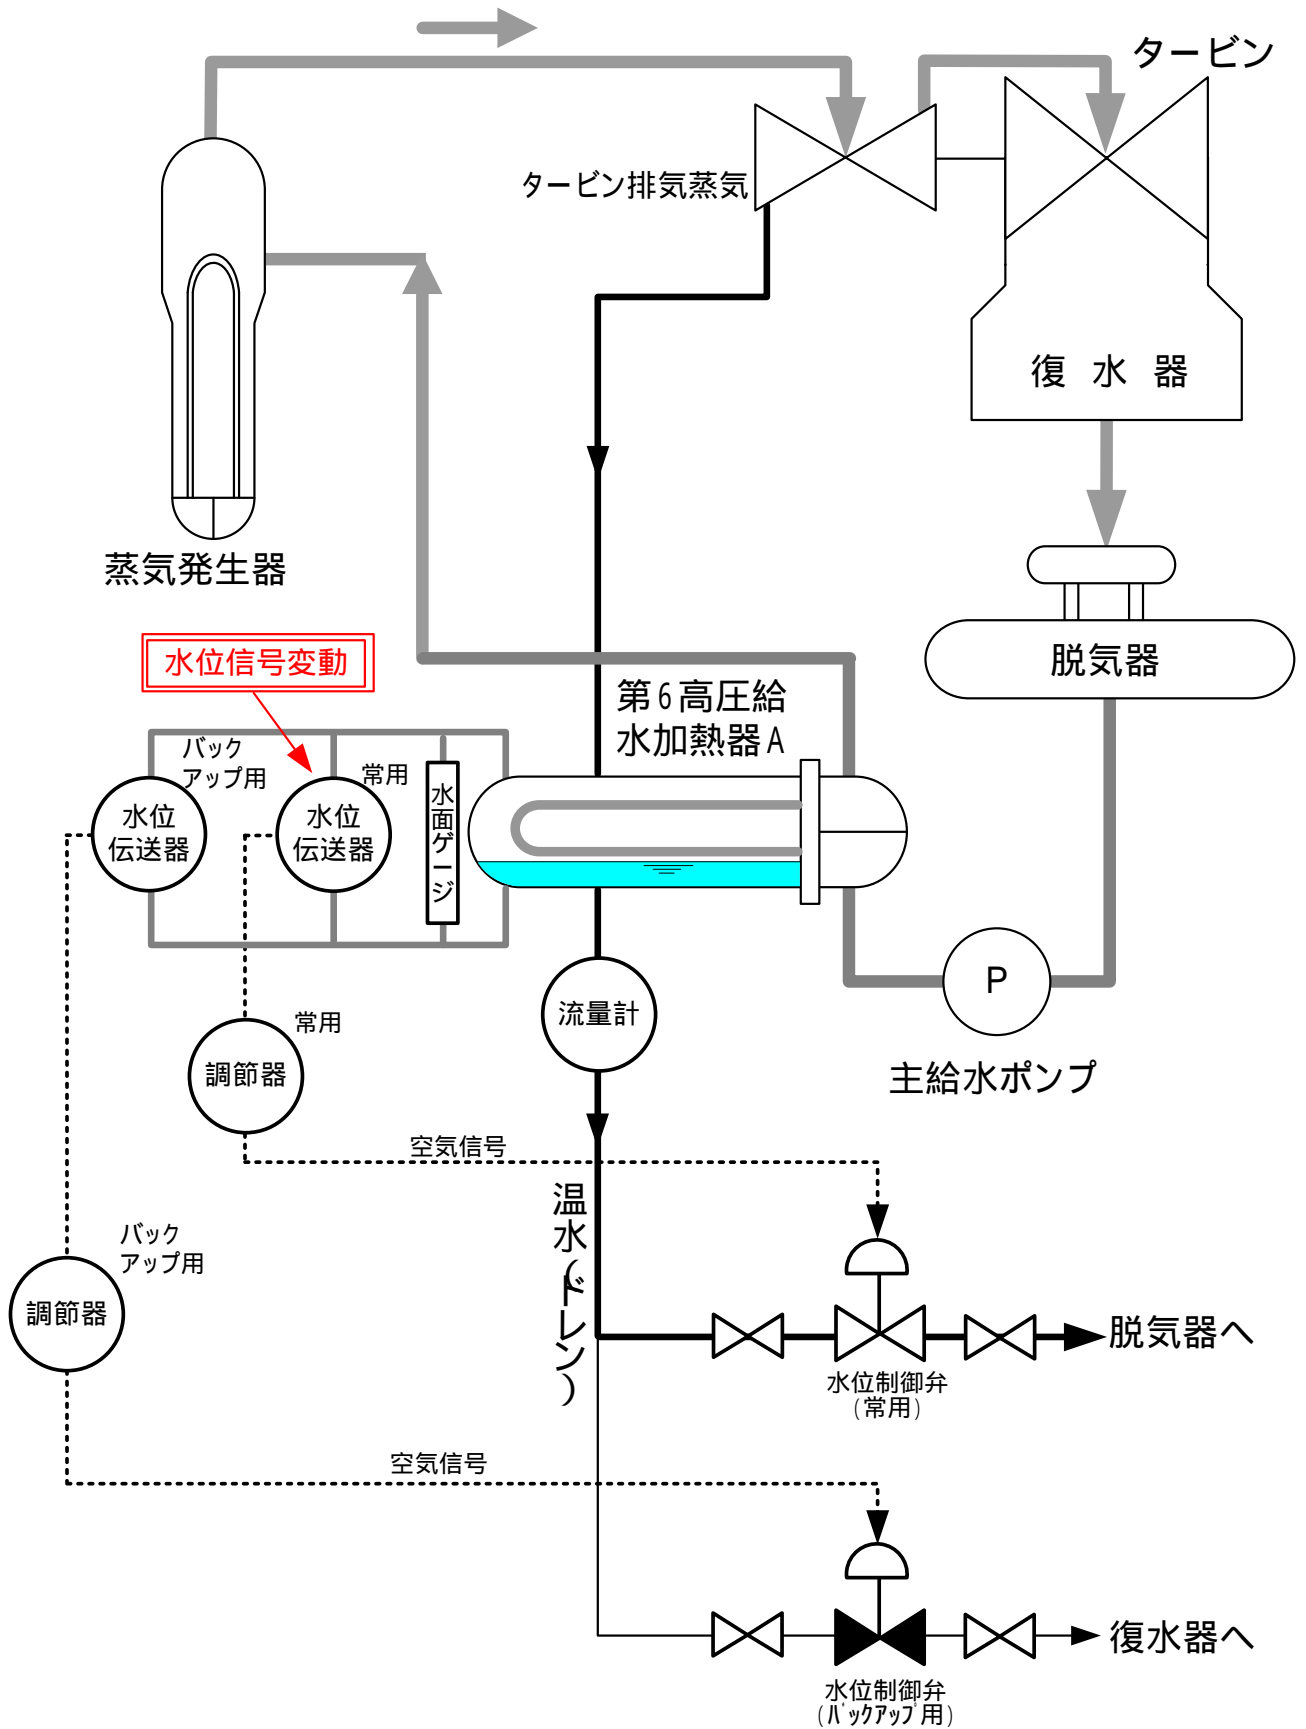 タービン
タービン排気蒸気
復水器
蒸気発生器
脱気器
水位信号変動
第6高圧給
水加熱器A
バック
アップ用
常用
水位
伝送器
水位
伝送器
水面ゲージ
流量計
P
常用
調節器
主給水ポンプ
空気信号
温水(ドレン)
バック
アップ用
調節器
脱気器へ
水位制御弁
(常用)
空気信号
復水器へ
水位制御弁
(ﾊﾞｯｸｱｯﾌﾟ用)